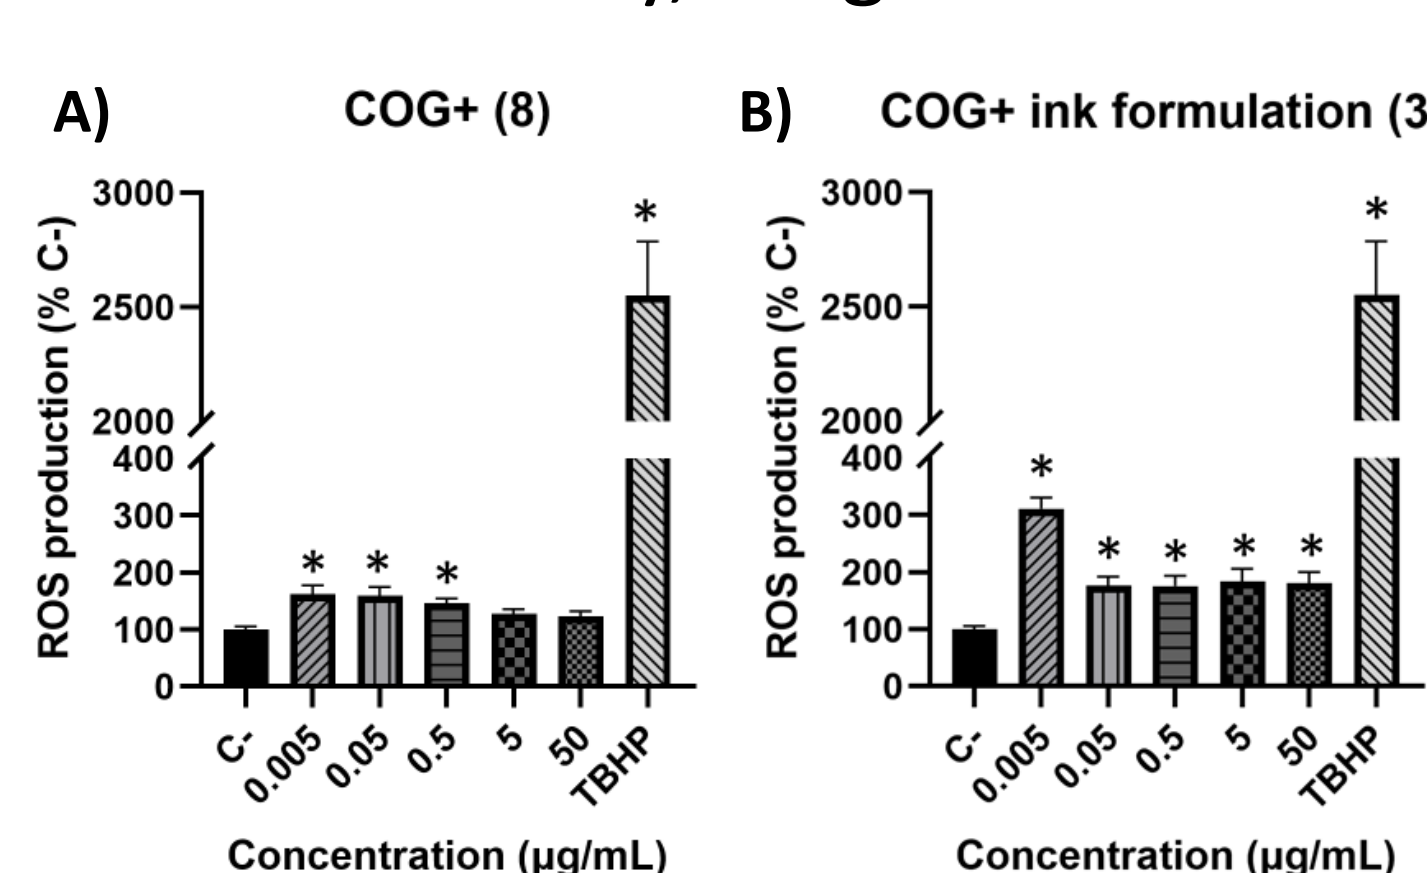 A) COG+ (8)
ROS production (% C-)
3000
2500
2000
400
300
200
100
0
* * * *
C- 0.005 0.05 0.5 5 50 TBHP
Concentration (µg/mL)
B) COG+ ink formulation (3
ROS production (% C-)
3000
2500
2000
400
300
200
100
0
* * * * * *
C- 0.005 0.05 0.5 5 50 TBHP
Concentration (µg/mL)